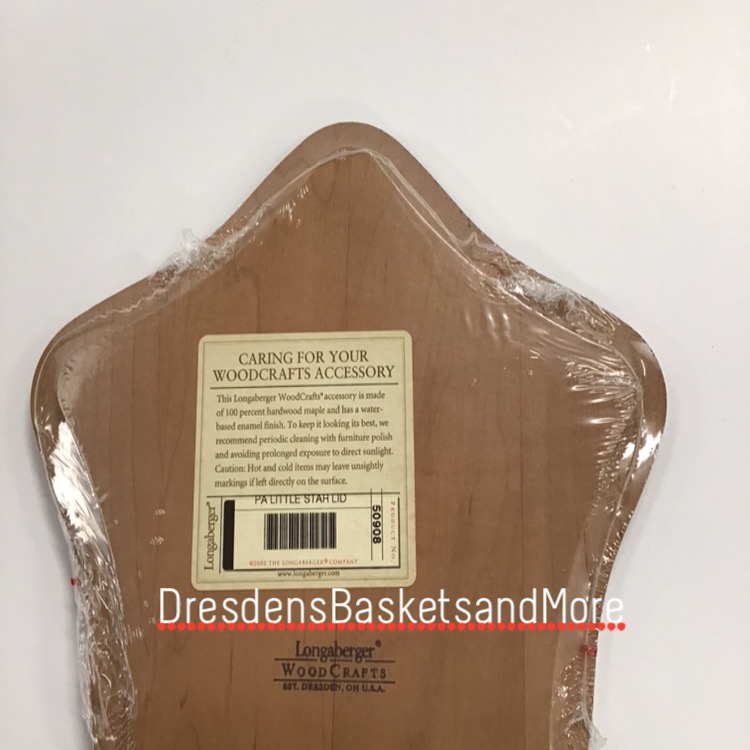 CARING FOR YOUR
WOODCRAFTS ACCESSORY
This Longaberger WoodCrafts® accessory is made
of 100 percent hardwood maple and has a water-
based enamel finish. To keep it looking its best, we
recommend periodic cleaning with furniture polish
and avoiding prolonged exposure to direct sunlight.
Caution: Hot and cold items may leave unsightly
markings if left directly on the surface.
Longaberger®
PA LITTLE STAR LID
50908
PRODUCT NO.
©2002 THE LONGABERGER® COMPANY
www.longaberger.com
DresdensBasketsandMore
Longaberger®
WOODCRAFTS
EST. DRESDEN, OH U.S.A.